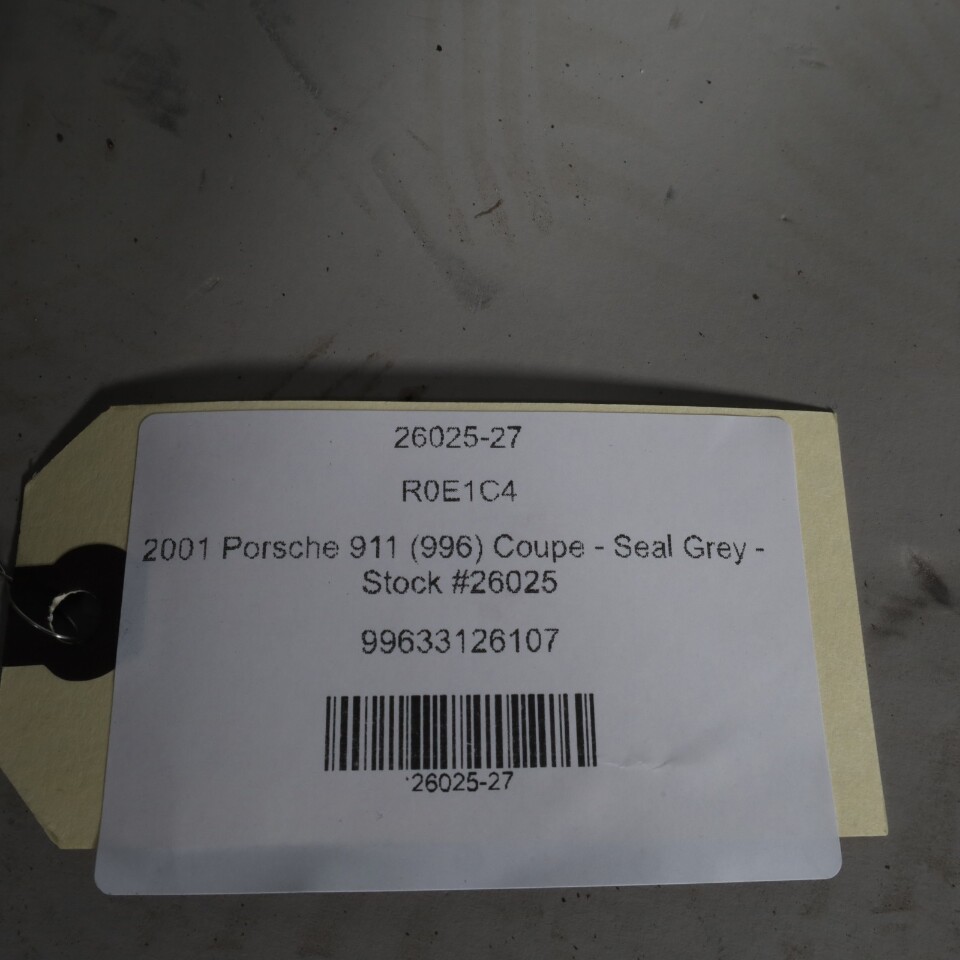 26025-27
R0E1C4
2001 Porsche 911 (996) Coupe - Seal Grey -
Stock #26025
99633126107
26025-27